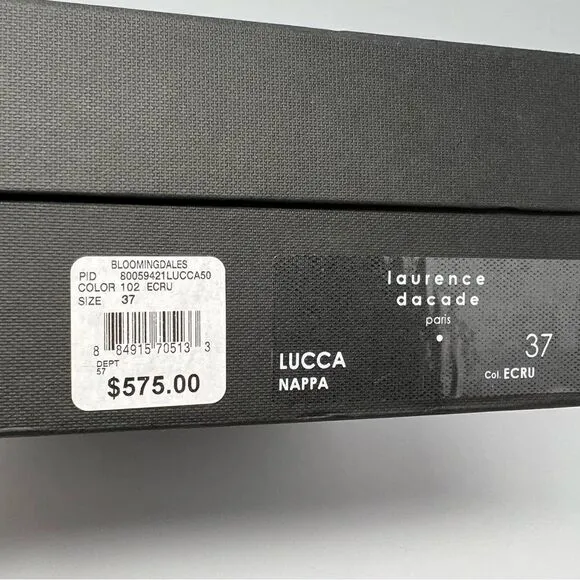 BLOOMINGDALES
PID 80059421LUCCA50
COLOR 102 ECRU
SIZE 37
8 84915 70513 3
DEPT
57
$575.00
laurence
dacade
paris
LUCCA
NAPPA
37
Col. ECRU